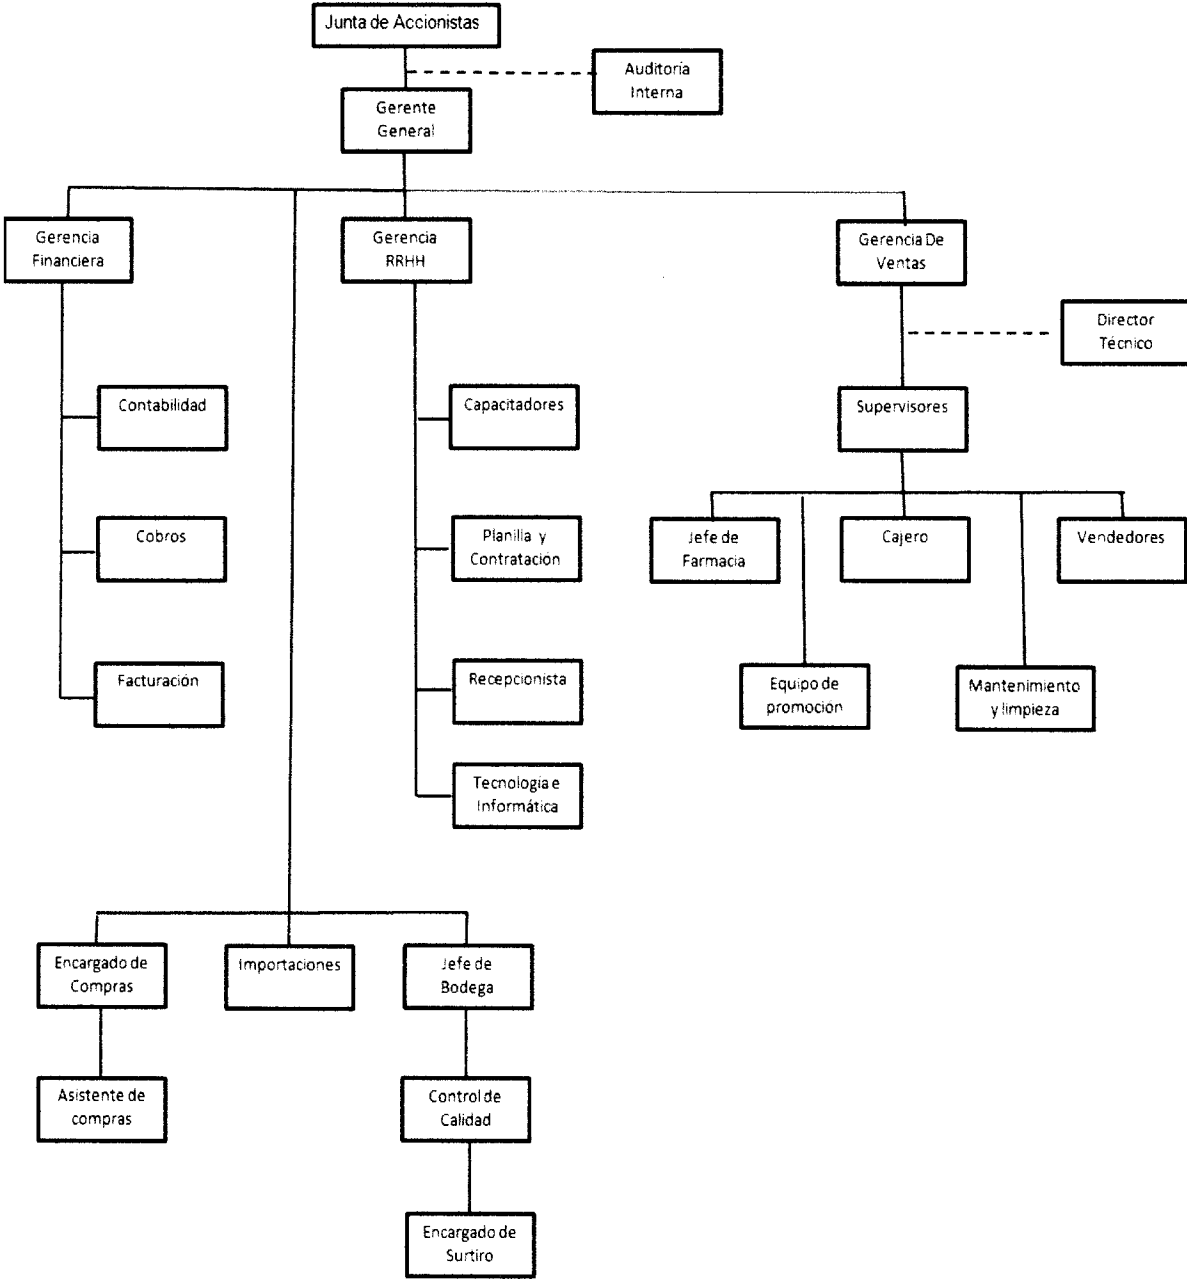 Junta de Accionistas
Auditoría
Interna
Gerente
General
Gerencia
Financiera
Gerencia
RRHH
Gerencia De
Ventas
Director
Técnico
Contabilidad
Capacitadores
Supervisores
Cobros
Planilla y
Contratación
Jefe de
Farmacia
Cajero
Vendedores
Facturación
Recepcionista
Equipo de
promocion
Mantenimiento
y limpieza
Tecnologia e
Informática
Encargado de
Compras
Importaciones
Jefe de
Bodega
Asistente de
compras
Control de
Calidad
Encargado de
Surtiro